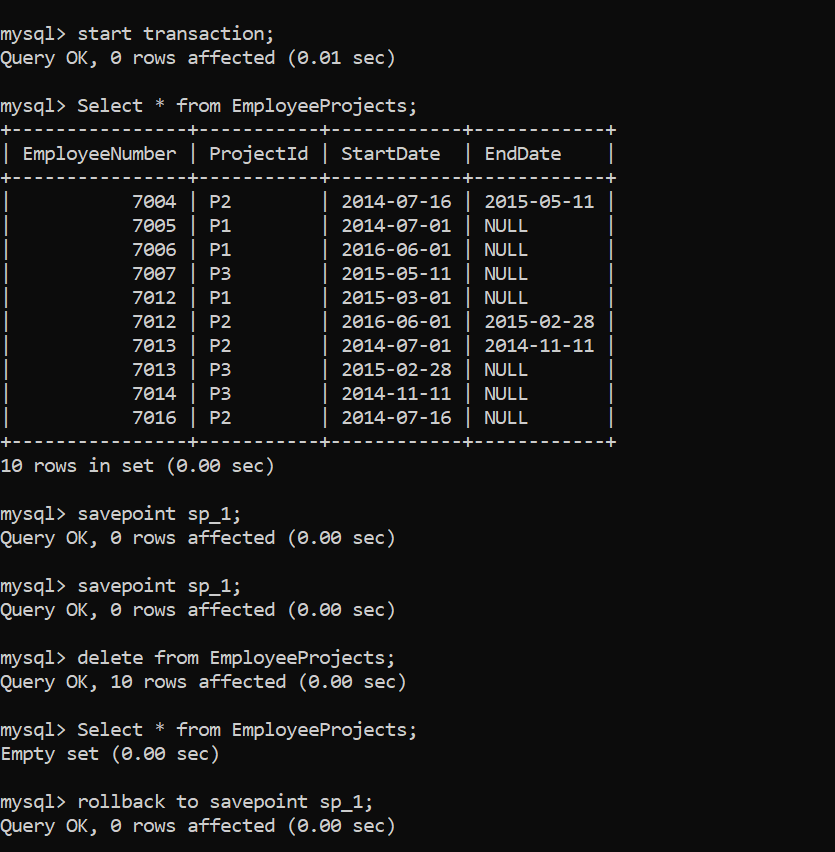 mysql> start transaction;
Query OK, 0 rows affected (0.01 sec)
mysql> Select * from EmployeeProjects;
+----------------+-----------+------------+------------+
| EmployeeNumber | ProjectId | StartDate  | EndDate    |
+----------------+-----------+------------+------------+
|           7004 | P2        | 2014-07-16 | 2015-05-11 |
|           7005 | P1        | 2014-07-01 | NULL       |
|           7006 | P1        | 2016-06-01 | NULL       |
|           7007 | P3        | 2015-05-11 | NULL       |
|           7012 | P1        | 2015-03-01 | NULL       |
|           7012 | P2        | 2016-06-01 | 2015-02-28 |
|           7013 | P2        | 2014-07-01 | 2014-11-11 |
|           7013 | P3        | 2015-02-28 | NULL       |
|           7014 | P3        | 2014-11-11 | NULL       |
|           7016 | P2        | 2014-07-16 | NULL       |
+----------------+-----------+------------+------------+
10 rows in set (0.00 sec)
mysql> savepoint sp_1;
Query OK, 0 rows affected (0.00 sec)
mysql> savepoint sp_1;
Query OK, 0 rows affected (0.00 sec)
mysql> delete from EmployeeProjects;
Query OK, 10 rows affected (0.00 sec)
mysql> Select * from EmployeeProjects;
Empty set (0.00 sec)
mysql> rollback to savepoint sp_1;
Query OK, 0 rows affected (0.00 sec)